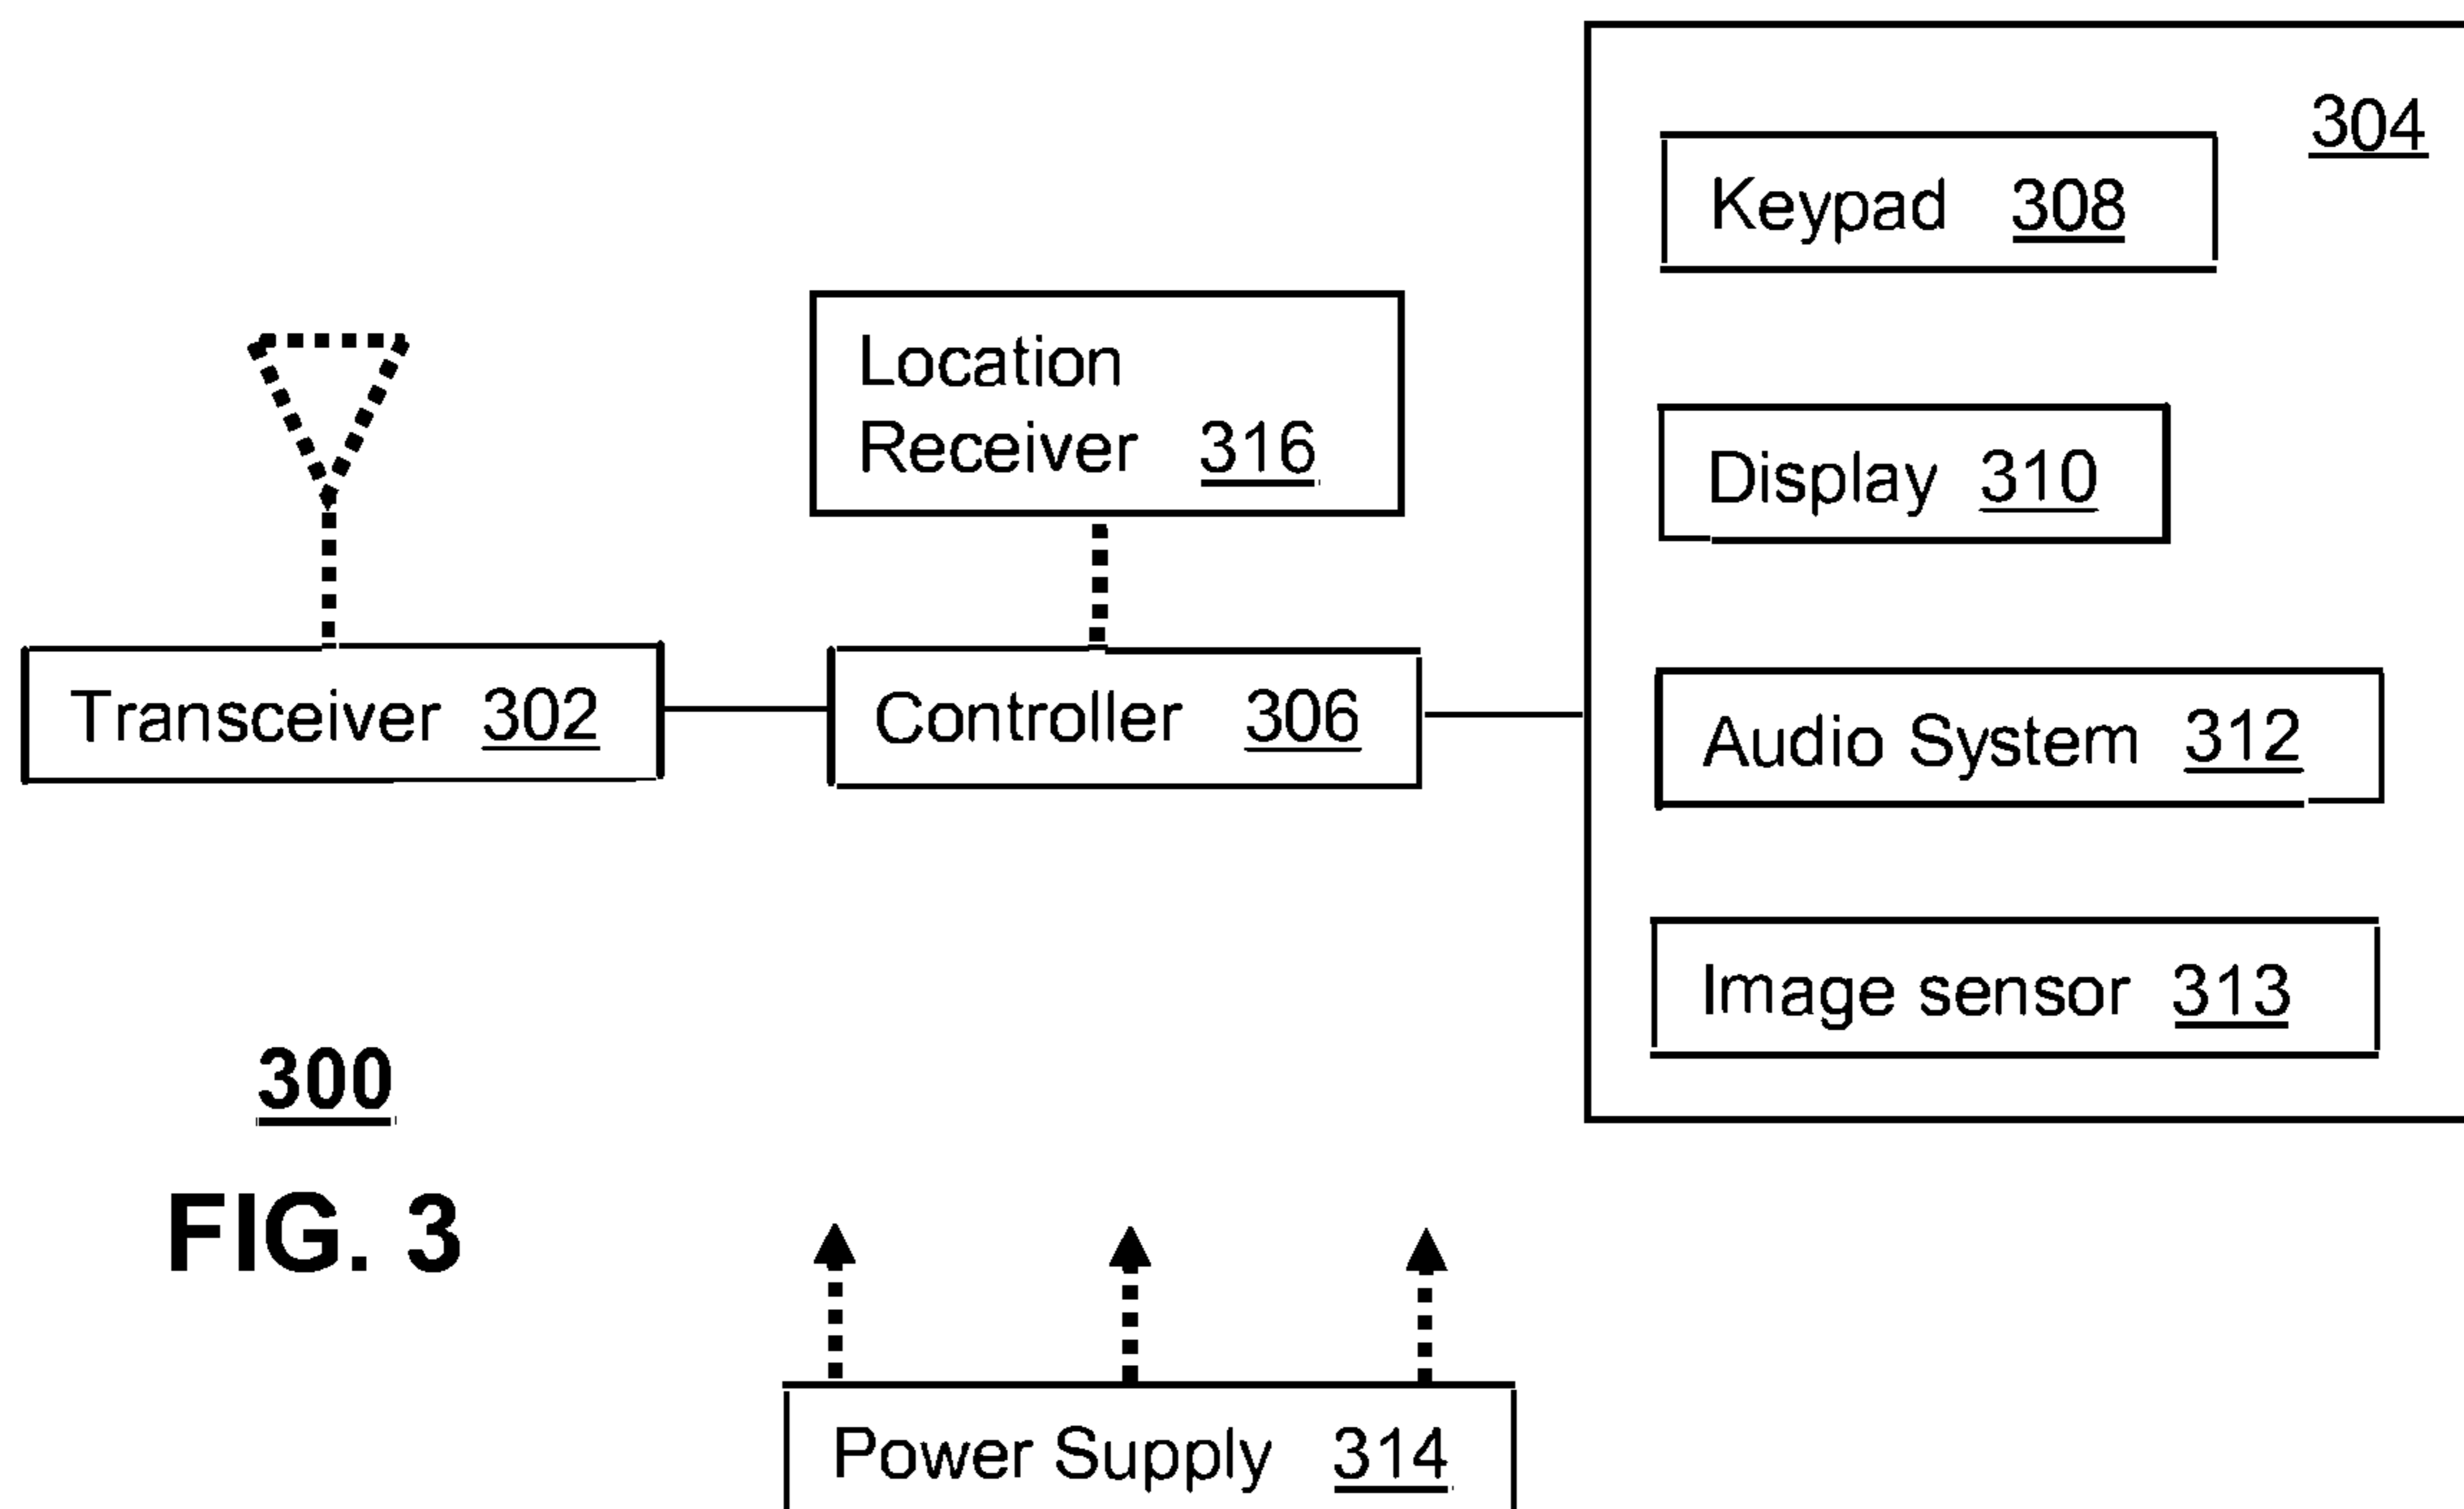 304
Keypad 308
Location
Receiver 316
Display 310
Transceiver 302
Controller 306
Audio System 312
Image sensor 313
300
FIG. 3
Power Supply 314